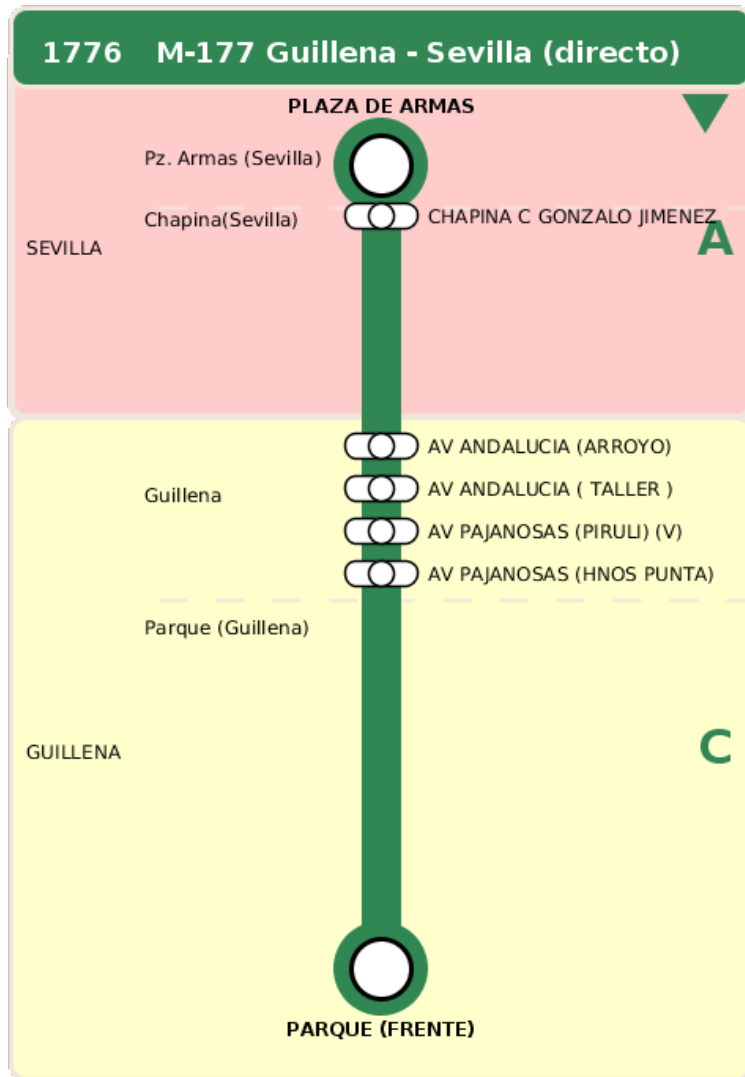 1776 M-177 Guillena - Sevilla (directo)
PLAZA DE ARMAS
Pz. Armas (Sevilla)
Chapina(Sevilla)
CHAPINA C GONZALO JIMENEZ
A
SEVILLA
AV ANDALUCIA (ARROYO)
Guillena
AV ANDALUCIA ( TALLER )
AV PAJANOSAS (PIRULI) (V)
AV PAJANOSAS (HNOS PUNTA)
Parque (Guillena)
GUILLENA
C
PARQUE (FRENTE)